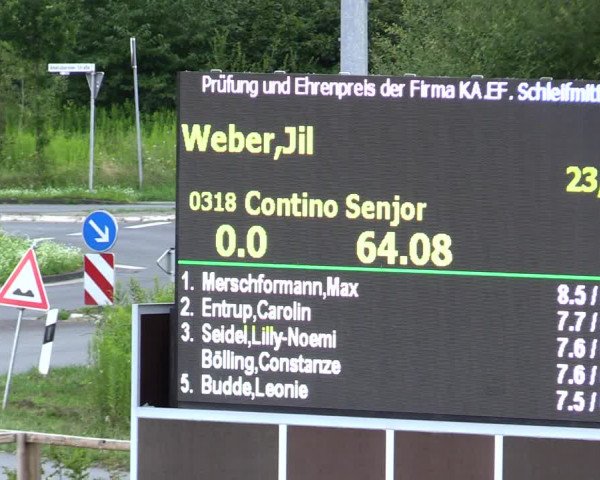 Prüfung und Ehrenpreis der Firma KA.EF. Schleifmitt
Weber,Jil
23,
0318 Contino Senjor
0.0 64.08
1. Merschformann,Max 8.5/
2. Entrup,Carolin 7.7/
3. Seidel,Lilly-Noemi 7.6/
Bölling,Constanze 7.6/
5. Budde,Leonie 7.5/